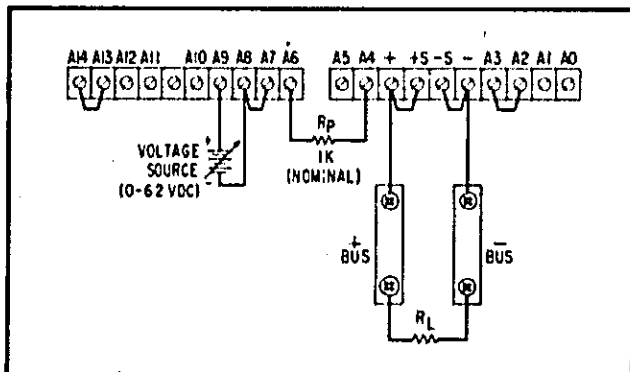 A14 A13 A12 A11 A10 A9 A8 A7 A6 A5 A4 + +S -S - A3 A2 A1 A0
RP
1K
(NOMINAL)
+
VOLTAGE
SOURCE
-
(0-62 VDC)
+
BUS
-
BUS
RL